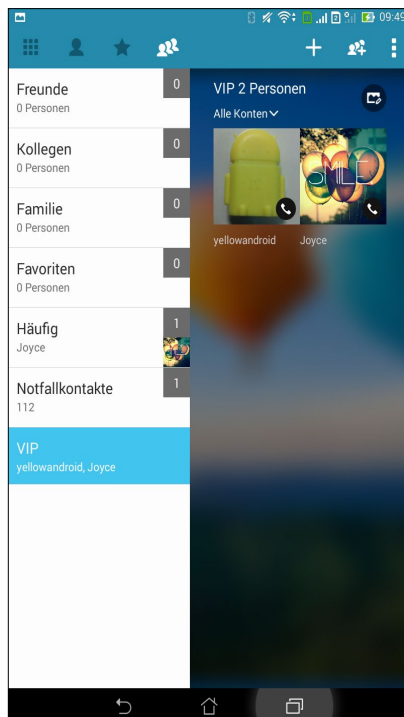 09:49
Freunde
0
0 Personen
Kollegen
0
0 Personen
Familie
0
0 Personen
Favoriten
0
0 Personen
Häufig
1
Joyce
Notfallkontakte
1
112
VIP
yellowandroid, Joyce
VIP 2 Personen
Alle Konten
SMILE
yellowandroid
Joyce